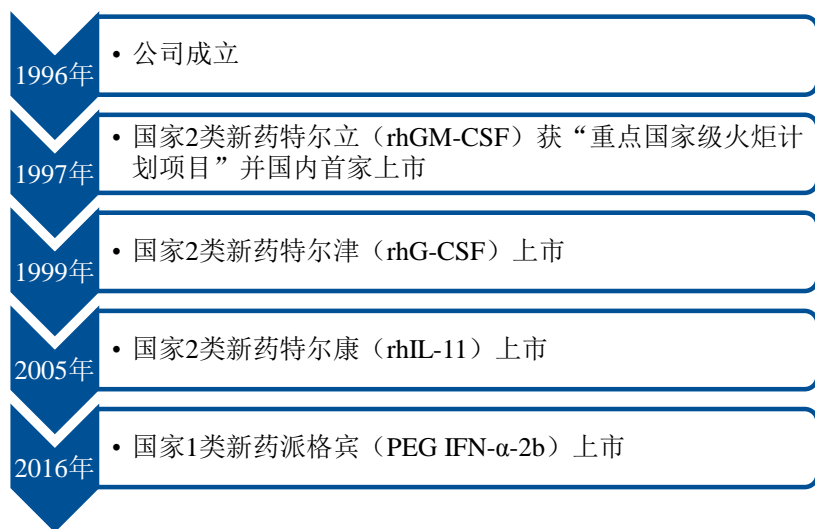 1996年
• 公司成立
1997年
• 国家2类新药特尔立（rhGM-CSF）获“重点国家级火炬计
划项目”并国内首家上市
1999年
• 国家2类新药特尔津（rhG-CSF）上市
2005年
• 国家2类新药特尔康（rhIL-11）上市
2016年
• 国家1类新药派格宾（PEG IFN-α-2b）上市